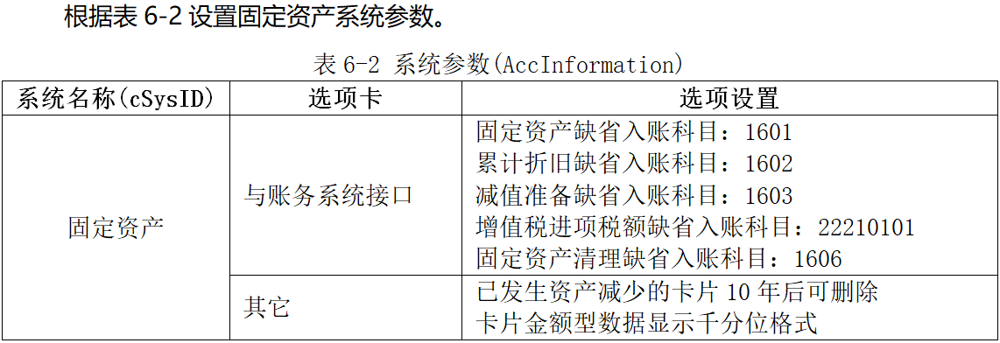 根据表 6-2 设置固定资产系统参数。
表 6-2 系统参数(AccInformation)
系统名称(cSysID)
选项卡
选项设置
固定资产
与账务系统接口
固定资产缺省入账科目：1601
累计折旧缺省入账科目：1602
减值准备缺省入账科目：1603
增值税进项税额缺省入账科目：22210101
固定资产清理缺省入账科目：1606
其它
已发生资产减少的卡片 10 年后可删除
卡片金额型数据显示千分位格式